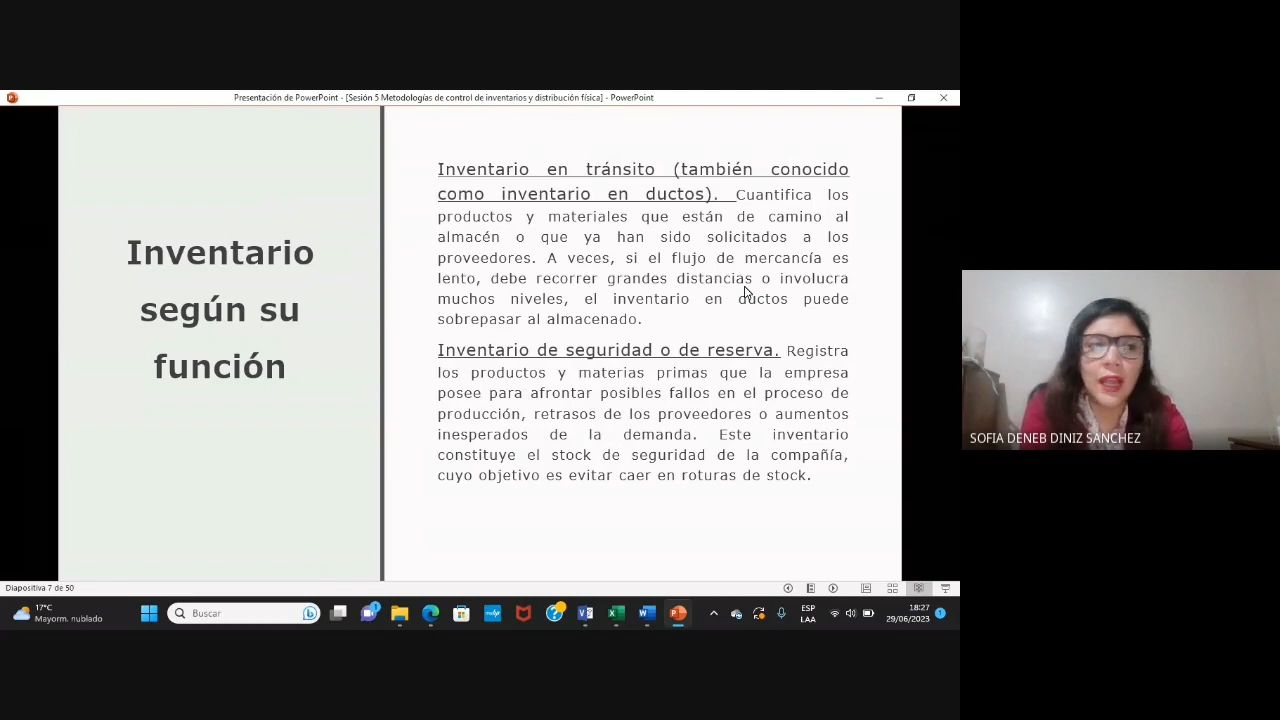 Presentación de PowerPoint - [Sesión 5 Metodologías de control de inventarios y distribución física] - PowerPoint
Inventario
según su
función
Inventario en tránsito (también conocido
como inventario en ductos). Cuantifica los
productos y materiales que están de camino al
almacén o que ya han sido solicitados a los
proveedores. A veces, si el flujo de mercancía es
lento, debe recorrer grandes distancias o involucra
muchos niveles, el inventario en ductos puede
sobrepasar al almacenado.
Inventario de seguridad o de reserva. Registra
los productos y materias primas que la empresa
posee para afrontar posibles fallos en el proceso de
producción, retrasos de los proveedores o aumentos
inesperados de la demanda. Este inventario
constituye el stock de seguridad de la compañía,
cuyo objetivo es evitar caer en roturas de stock.
SOFIA DENEB DINIZ SANCHEZ
Diapositiva 7 de 50
17°C
Mayorm. nublado
Buscar
ESP
LAA
18:27
29/06/2023